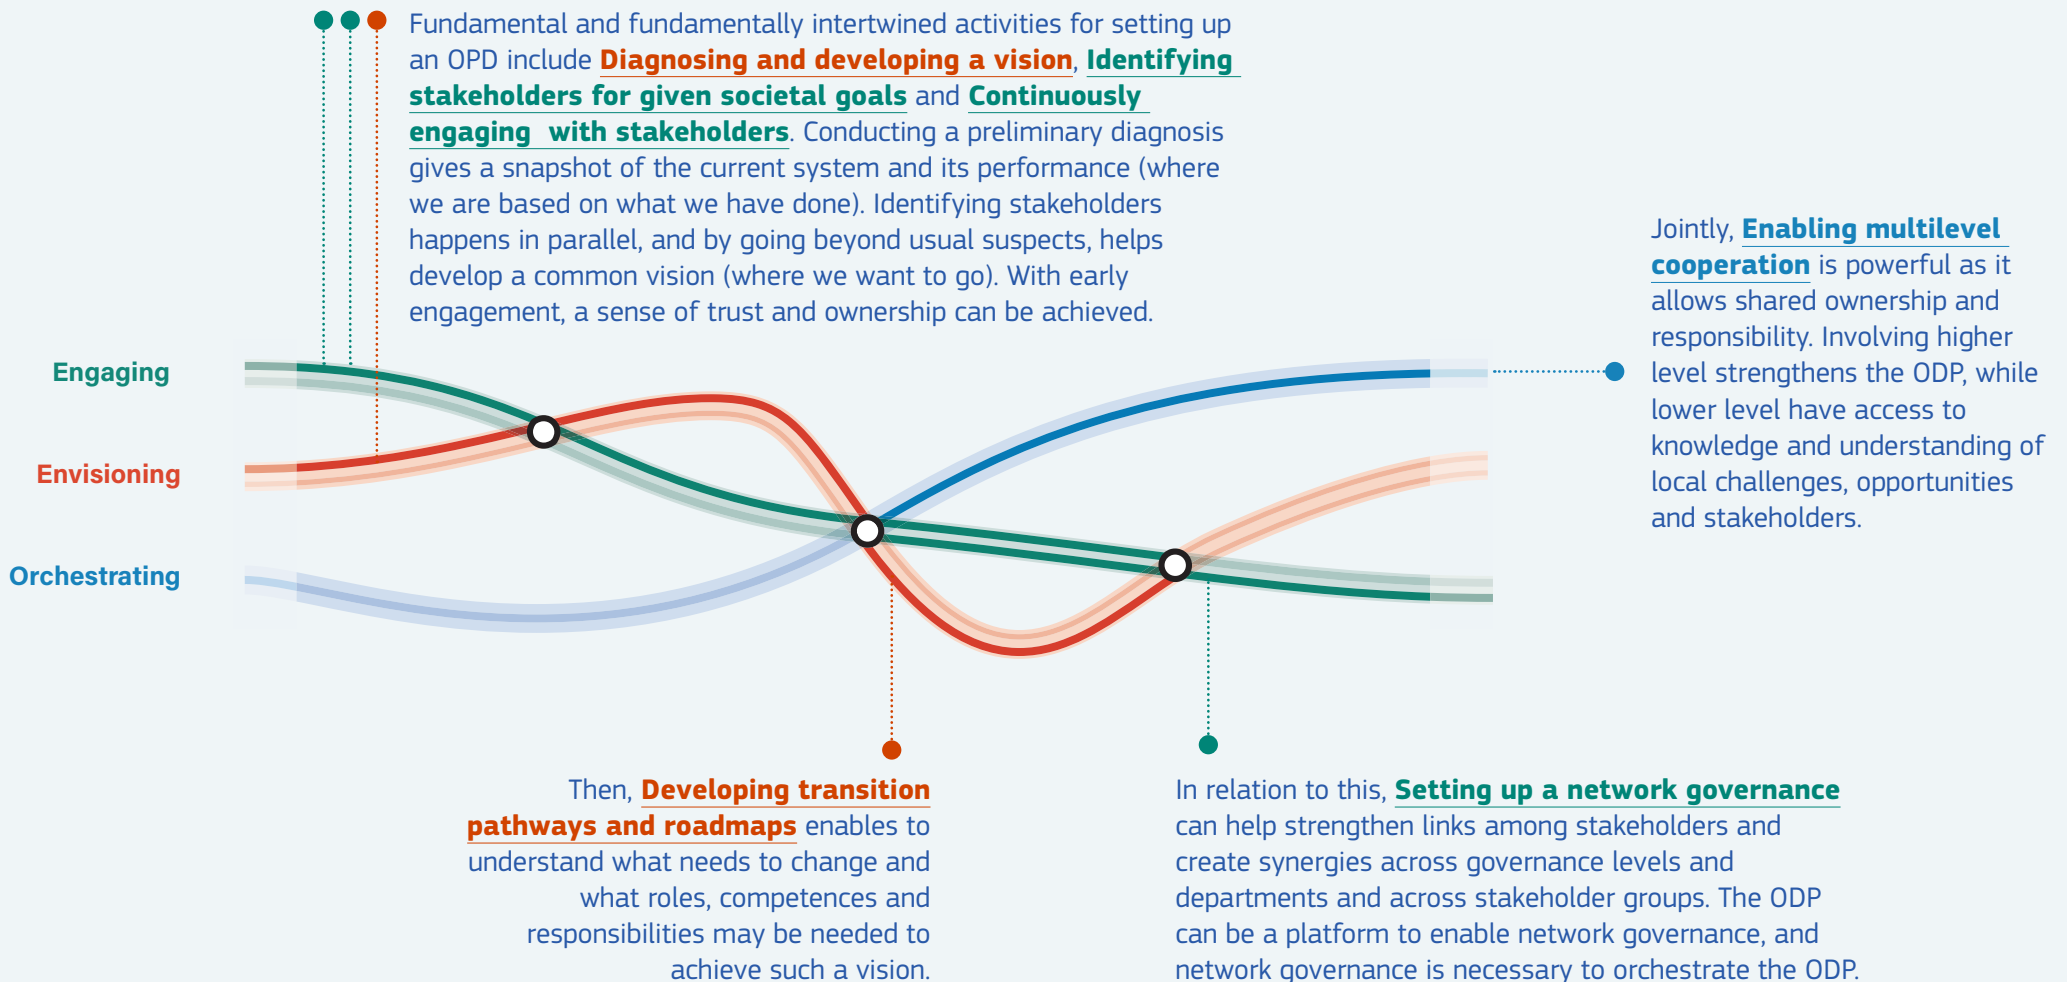 Fundamental and fundamentally intertwined activities for setting up
an OPD include Diagnosing and developing a vision, Identifying
stakeholders for given societal goals and Continuously
engaging  with stakeholders. Conducting a preliminary diagnosis
gives a snapshot of the current system and its performance (where
we are based on what we have done). Identifying stakeholders
happens in parallel, and by going beyond usual suspects, helps
develop a common vision (where we want to go). With early
engagement, a sense of trust and ownership can be achieved.
Engaging
Envisioning
Orchestrating
Jointly, Enabling multilevel
cooperation is powerful as it
allows shared ownership and
responsibility. Involving higher
level strengthens the ODP, while
lower level have access to
knowledge and understanding of
local challenges, opportunities
and stakeholders.
Then, Developing transition
pathways and roadmaps enables to
understand what needs to change and
what roles, competences and
responsibilities may be needed to
achieve such a vision.
In relation to this, Setting up a network governance
can help strengthen links among stakeholders and
create synergies across governance levels and
departments and across stakeholder groups. The ODP
can be a platform to enable network governance, and
network governance is necessary to orchestrate the ODP.